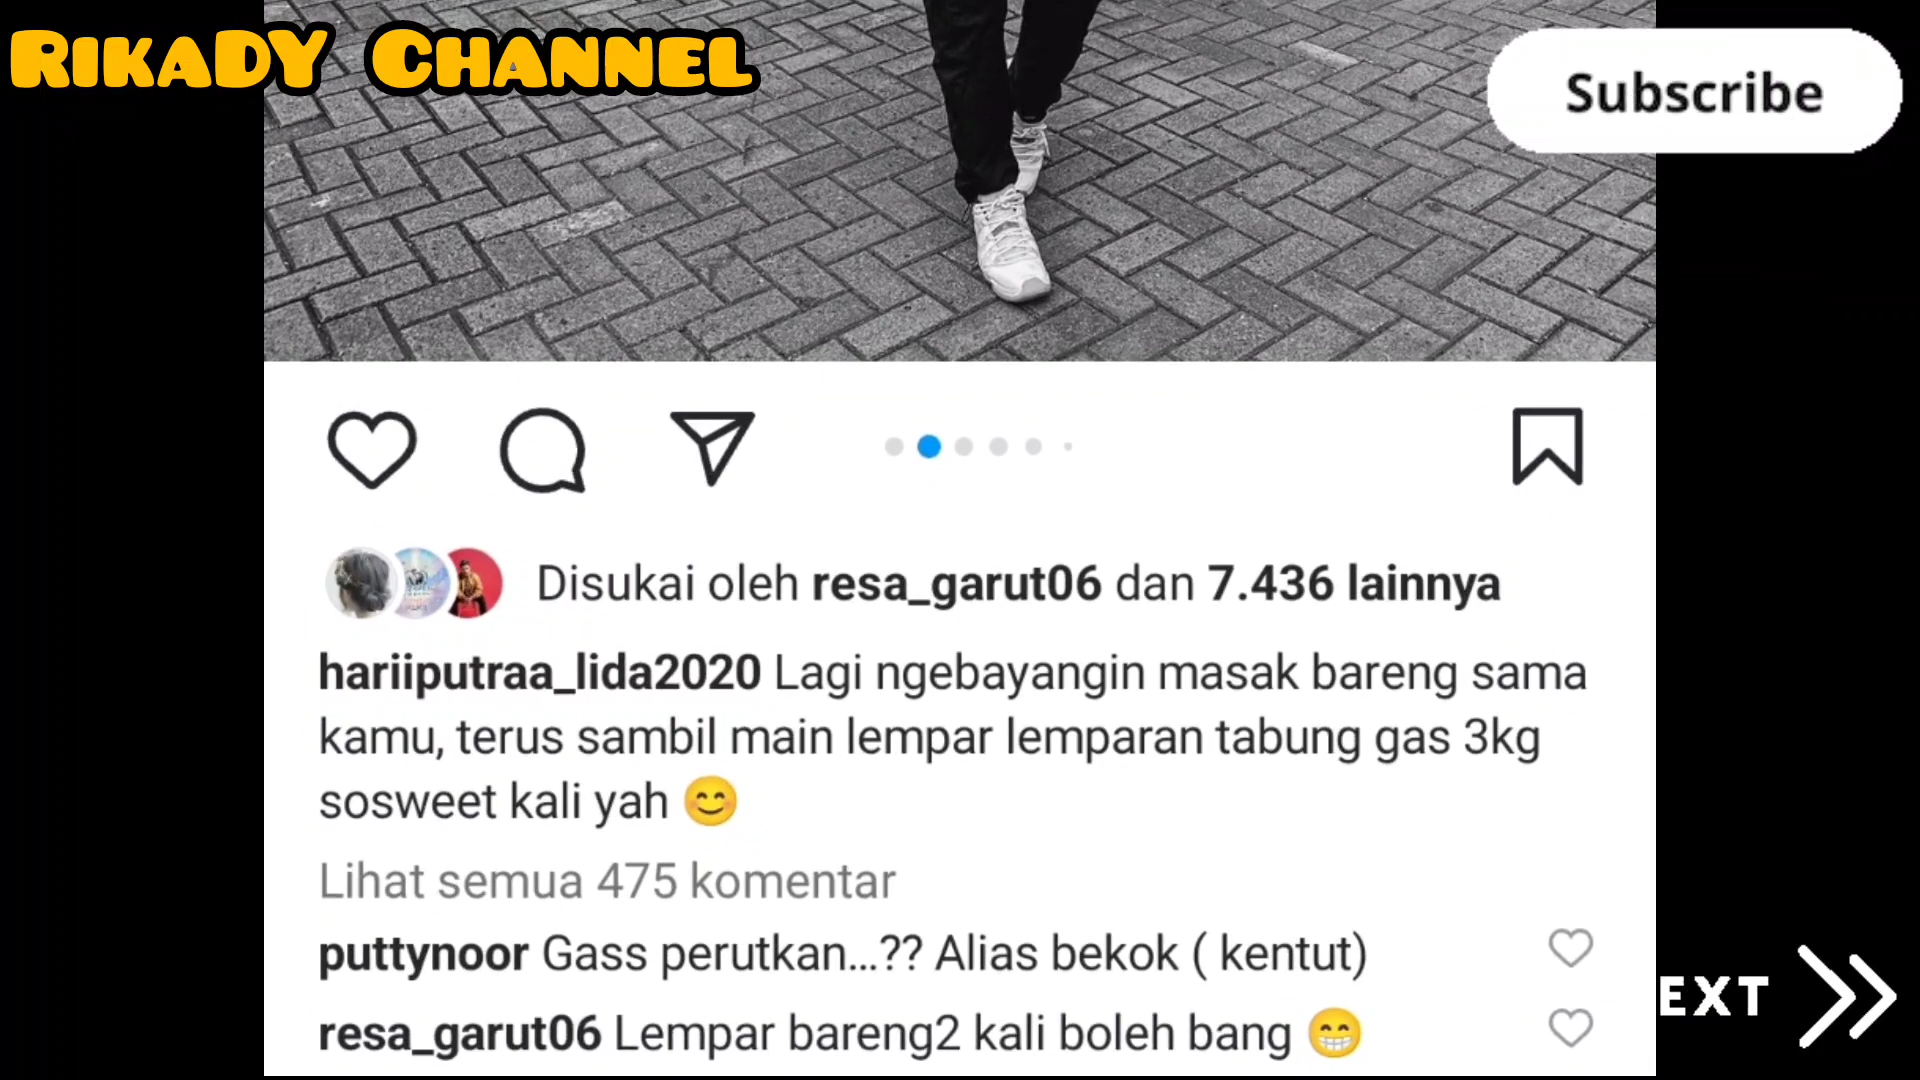 RIKADY CHANNEL
Subscribe
Disukai oleh resa_garut06 dan 7.436 lainnya
hariiputraa_lida2020 Lagi ngebayangin masak bareng sama
kamu, terus sambil main lempar lemparan tabung gas 3kg
sosweet kali yah 😊
Lihat semua 475 komentar
puttynoor Gass perutkan...?? Alias bekok ( kentut)
EXT
resa_garut06 Lempar bareng2 kali boleh bang 😁